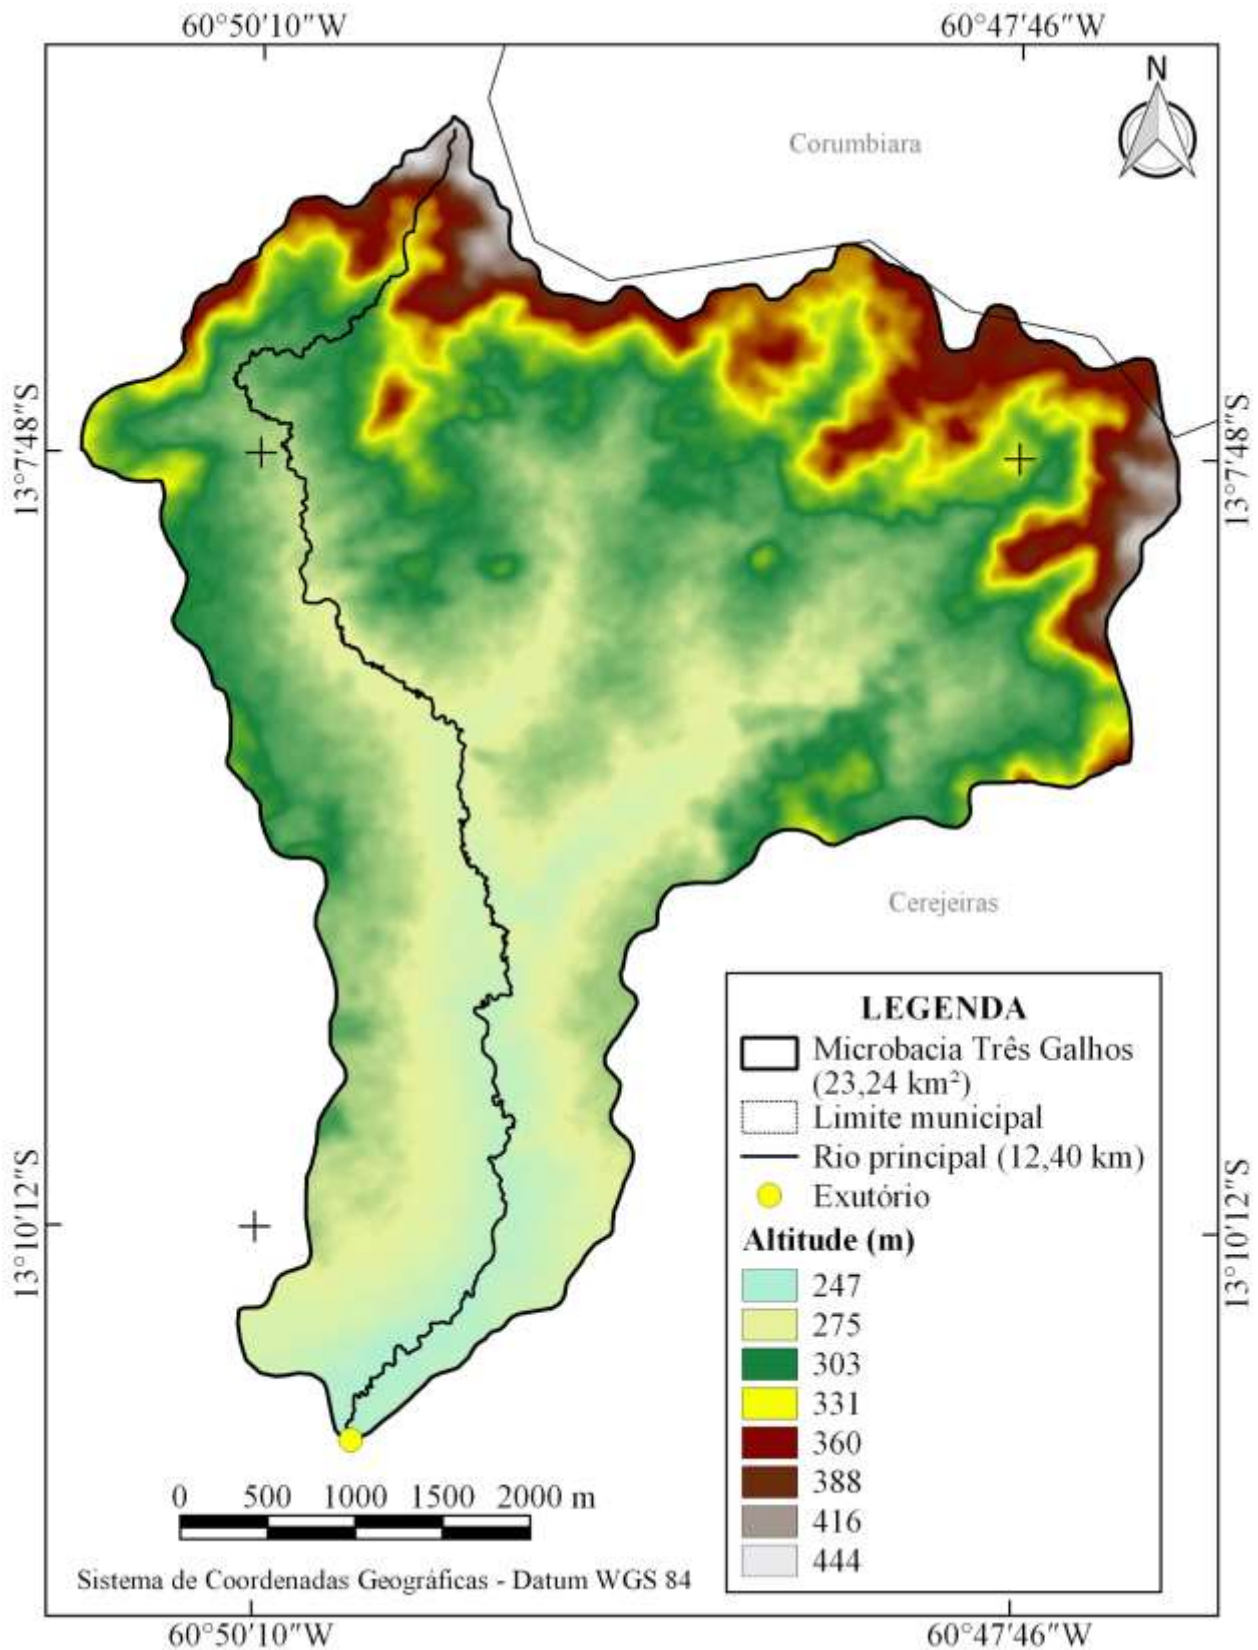 60°50'10"W
60°47'46"W
N
Corumbiara
13°7'48"S
13°7'48"S
Cerejeiras
LEGENDA
Microbacia Três Galhos
(23,24 km²)
Limite municipal
Rio principal (12,40 km)
Exutório
13°10'12"S
13°10'12"S
Altitude (m)
247
275
303
331
360
388
416
444
0 500 1000 1500 2000 m
Sistema de Coordenadas Geográficas - Datum WGS 84
60°50'10"W
60°47'46"W